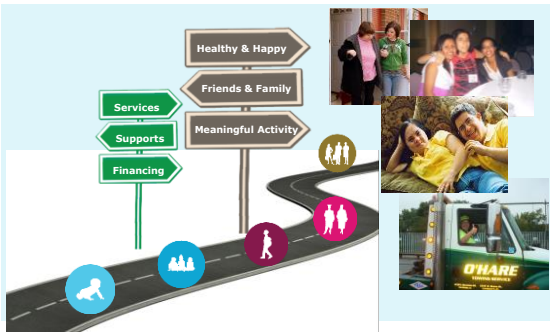 Healthy & Happy
Friends & Family
Meaningful Activity
Services
Supports
Financing
O'HARE